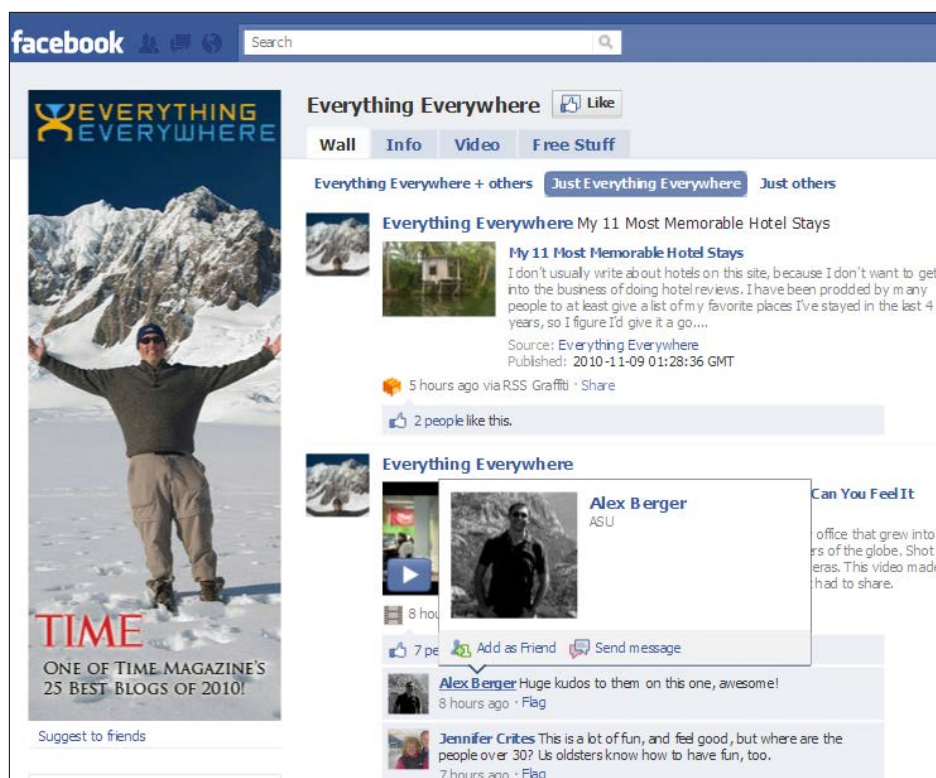 facebook
Search
EVERYTHING
EVERYWHERE
TIME
ONE OF TIME MAGAZINE'S
25 BEST BLOGS OF 2010!
Suggest to friends
Everything Everywhere Like
Wall Info Video Free Stuff
Everything Everywhere + others Just Everything Everywhere Just others
Everything Everywhere My 11 Most Memorable Hotel Stays
My 11 Most Memorable Hotel Stays
I don't usually write about hotels on this site, because I don't want to get
into the business of doing hotel reviews. I have been prodded by many
people to at least give a list of my favorite places I've stayed in the last 4
years, so I figure I'd give it a go....
Source: Everything Everywhere
Published: 2010-11-09 01:28:36 GMT
5 hours ago via RSS Graffiti · Share
2 people like this.
Everything Everywhere
Can You Feel It
office that grew into
rs of the globe. Shot
eras. This video made
had to share.
Alex Berger
ASU
Add as Friend Send message
8 hou
7 pe
Alex Berger Huge kudos to them on this one, awesome!
8 hours ago · Flag
Jennifer Crites This is a lot of fun, and feel good, but where are the
people over 30? Us oldsters know how to have fun, too.
7 hours ago · Flag